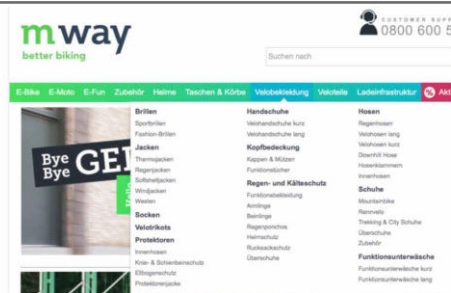 mway
better biking
CUSTOMER SUPP
0800 600 5
Suchen nach
E-Bike E-Moto E-Fun Zubehör Helme Taschen & Körbe Velobekleidung Veloteile Ladeinfrastruktur % Akt
Bye
Bye
GEL
Brillen
Sportbrillen
Fashion-Brillen
Jacken
Thermojacken
Regenjacken
Softshelljacken
Windjacken
Westen
Socken
Velotrikots
Protektoren
Innenhosen
Knie- & Schienbeinschutz
Ellbogenschutz
Protektorenjacke
Handschuhe
Velohandschuhe kurz
Velohandschuhe lang
Kopfbedeckung
Kappen & Mützen
Funktionstücher
Regen- und Kälteschutz
Funktionsbekleidung
Armlinge
Beinlinge
Regenponchos
Helmschutz
Rucksackschutz
Überschuhe
Hosen
Regenhosen
Velohosen lang
Velohosen kurz
Downhill Hose
Hosenklammern
Innenhosen
Schuhe
Mountainbike
Rennvelo
Trekking & City Schuhe
Überschuhe
Zubehör
Funktionsunterwäsche
Funktionsunterwäsche kurz
Funktionsunterwäsche lang